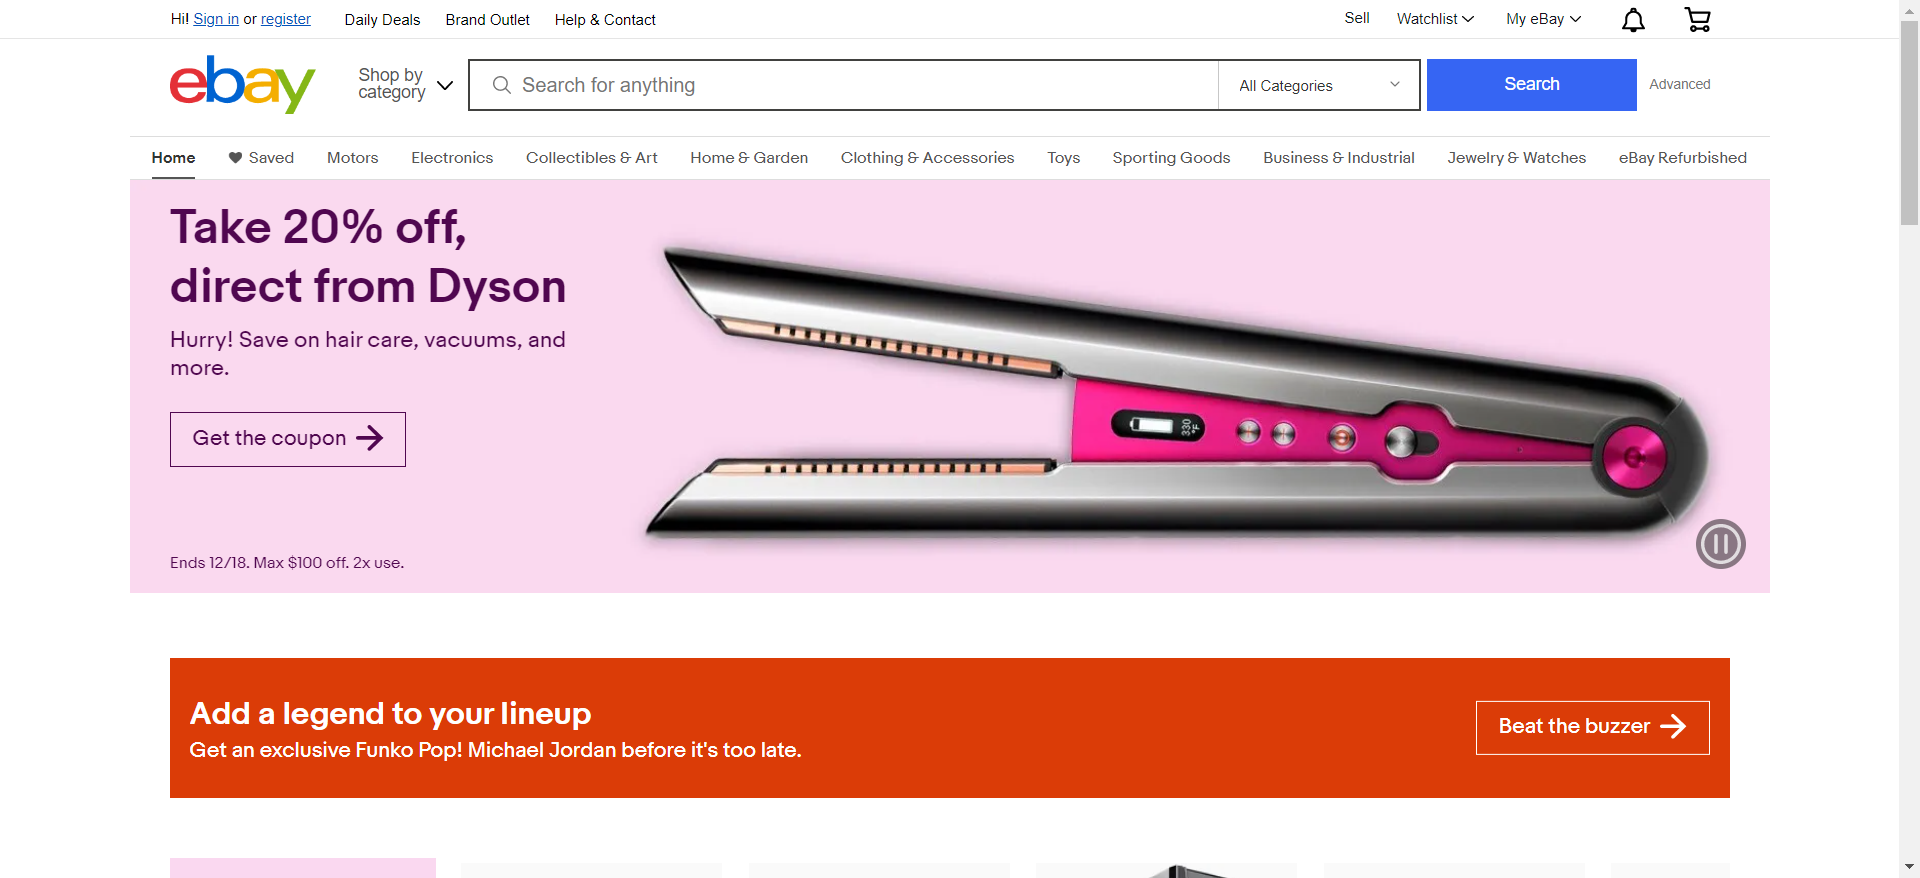 Hi! Sign in or register Daily Deals Brand Outlet Help & Contact Sell Watchlist My eBay
ebay Shop by category Search for anything All Categories Search Advanced
Home Saved Motors Electronics Collectibles & Art Home & Garden Clothing & Accessories Toys Sporting Goods Business & Industrial Jewelry & Watches eBay Refurbished
Take 20% off,
direct from Dyson
Hurry! Save on hair care, vacuums, and
more.
Get the coupon
330
°F
Ends 12/18. Max $100 off. 2x use.
Add a legend to your lineup
Get an exclusive Funko Pop! Michael Jordan before it's too late.
Beat the buzzer